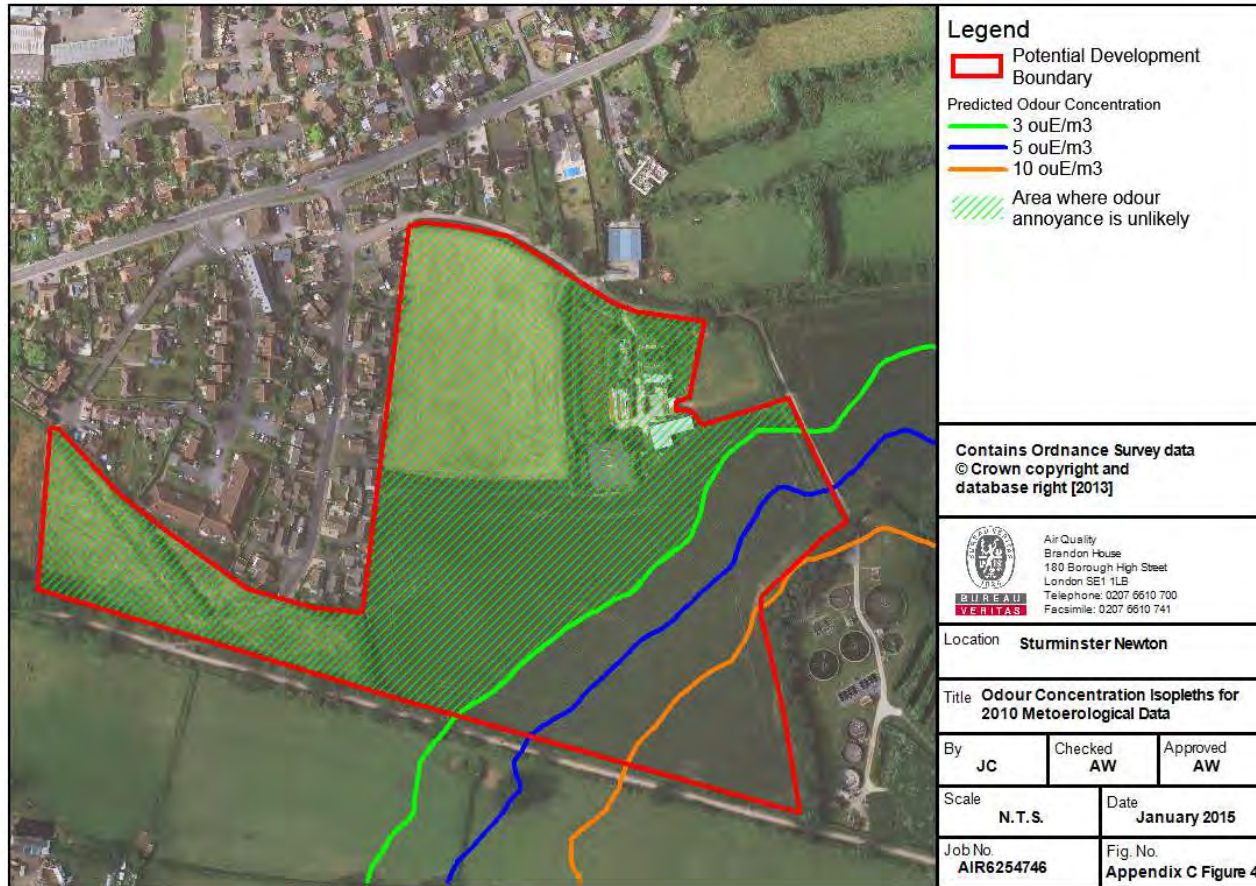 Legend
Potential Development
Boundary
Predicted Odour Concentration
3 ouE/m3
5 ouE/m3
10 ouE/m3
Area where odour
annoyance is unlikely
Contains Ordnance Survey data
© Crown copyright and
database right [2013]
BUREAU VERITAS
1828
BUREAU
VERITAS
Air Quality
Brandon House
180 Borough High Street
London SE1 1LB
Telephone: 0207 6610 700
Facsimile: 0207 6610 741
Location Sturminster Newton
Title Odour Concentration Isopleths for
2010 Metoerological Data
By
JC
Checked
AW
Approved
AW
Scale
N.T.S.
Date
January 2015
Job No.
AIR6254746
Fig. No.
Appendix C Figure 4